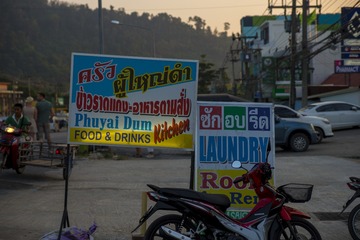 ครัว ผู้ใหญ่ดำ
ข้าวราดแกง-อาหารตามสั่ง
Phuyai Dum Kitchen
FOOD & DRINKS
ซัก อบ รีด
LAUNDRY
Room
Ren